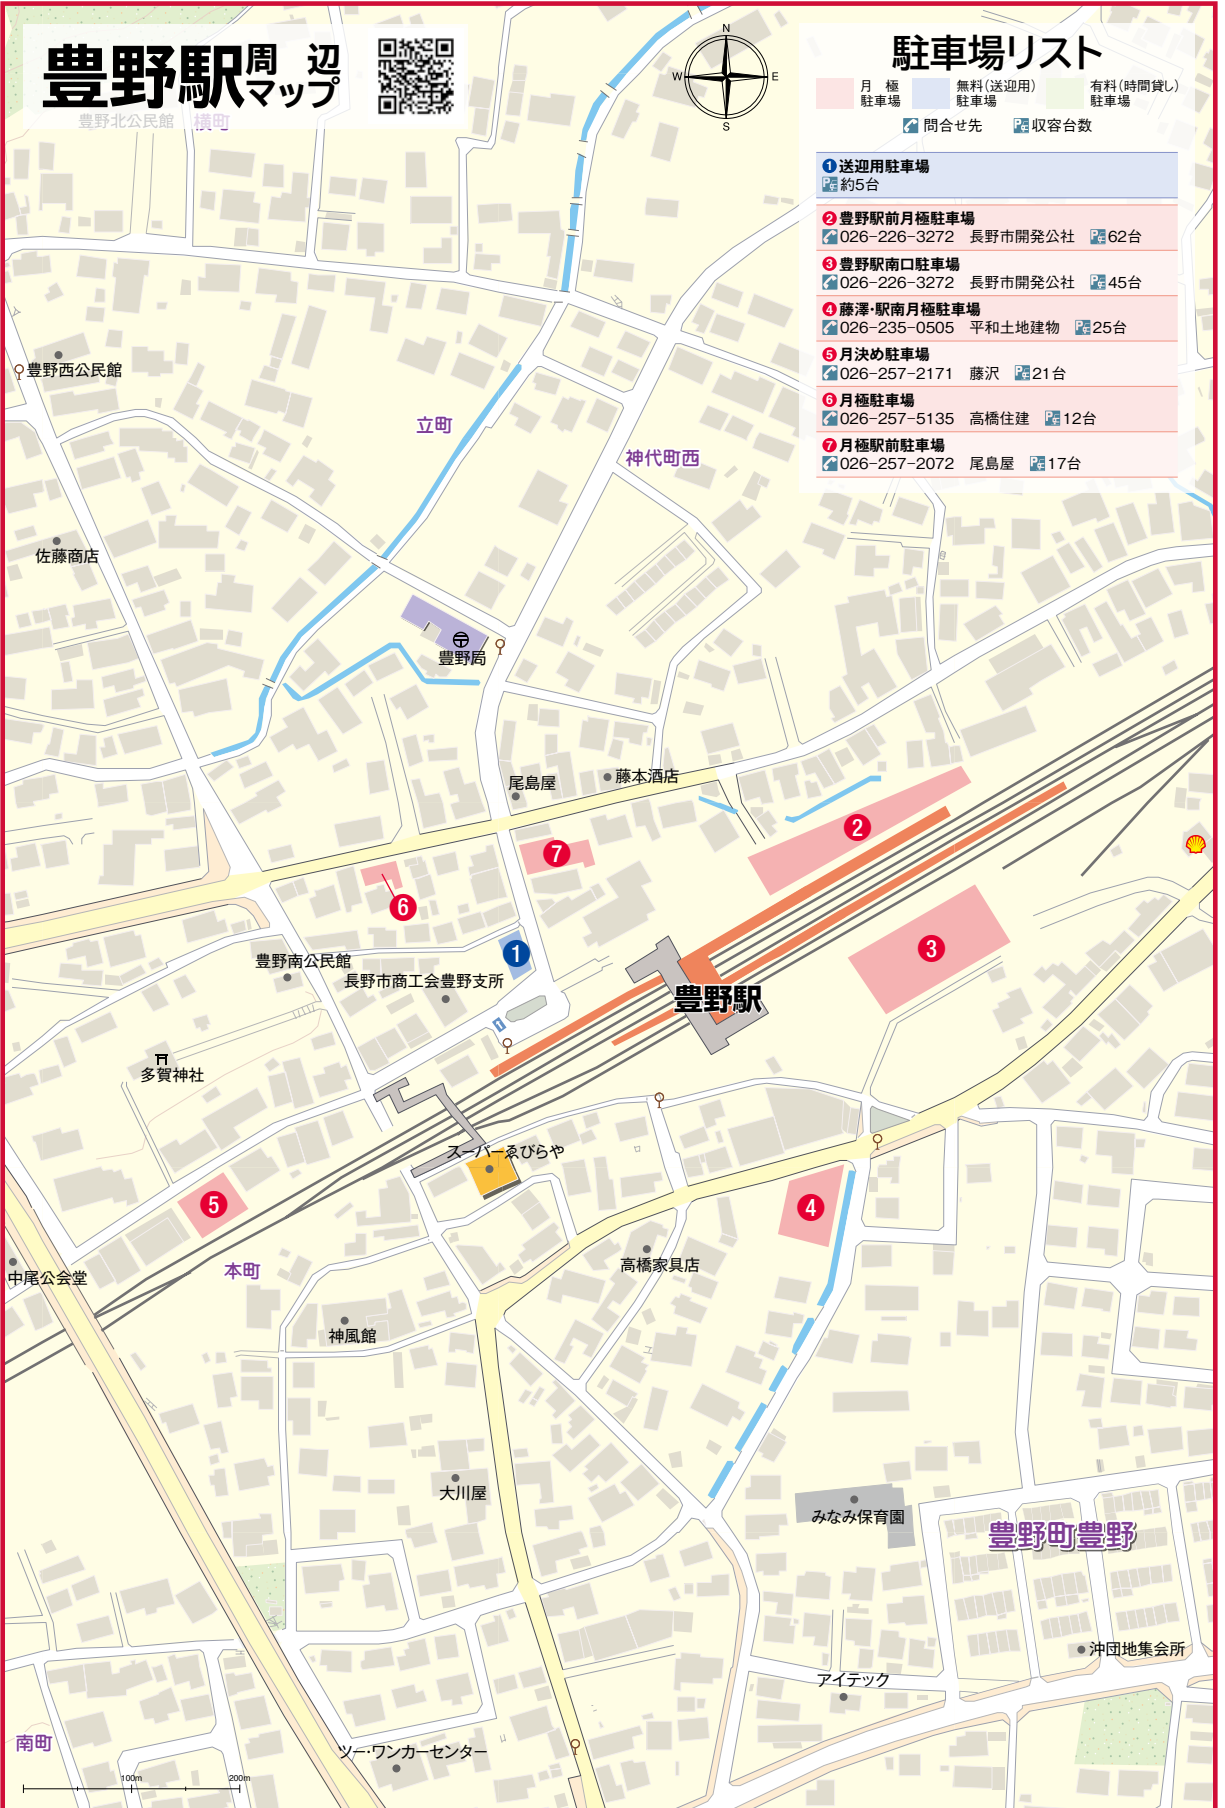 豊野駅周辺
マップ
豊野北公民館
横町
N
W
E
S
駐車場リスト
月極
駐車場
無料(送迎用)
駐車場
有料(時間貸し)
駐車場
問合せ先
収容台数
1 送迎用駐車場
約5台
2 豊野駅前月極駐車場
026-226-3272 長野市開発公社 62台
3 豊野駅南口駐車場
026-226-3272 長野市開発公社 45台
4 藤澤・駅南月極駐車場
026-235-0505 平和土地建物 25台
5 月決め駐車場
026-257-2171 藤沢 21台
6 月極駐車場
026-257-5135 高橋住建 12台
7 月極駅前駐車場
026-257-2072 尾島屋 17台
豊野西公民館
立町
神代町西
佐藤商店
豊野局
尾島屋
藤本酒店
2
7
6
3
1
豊野南公民館
長野市商工会豊野支所
豊野駅
多賀神社
スーパーゑびらや
5
4
本町
中尾公会堂
高橋家具店
神風館
大川屋
みなみ保育園
豊野町豊野
沖団地集会所
アイテック
南町
ツー・ワンカーセンター
100m
200m